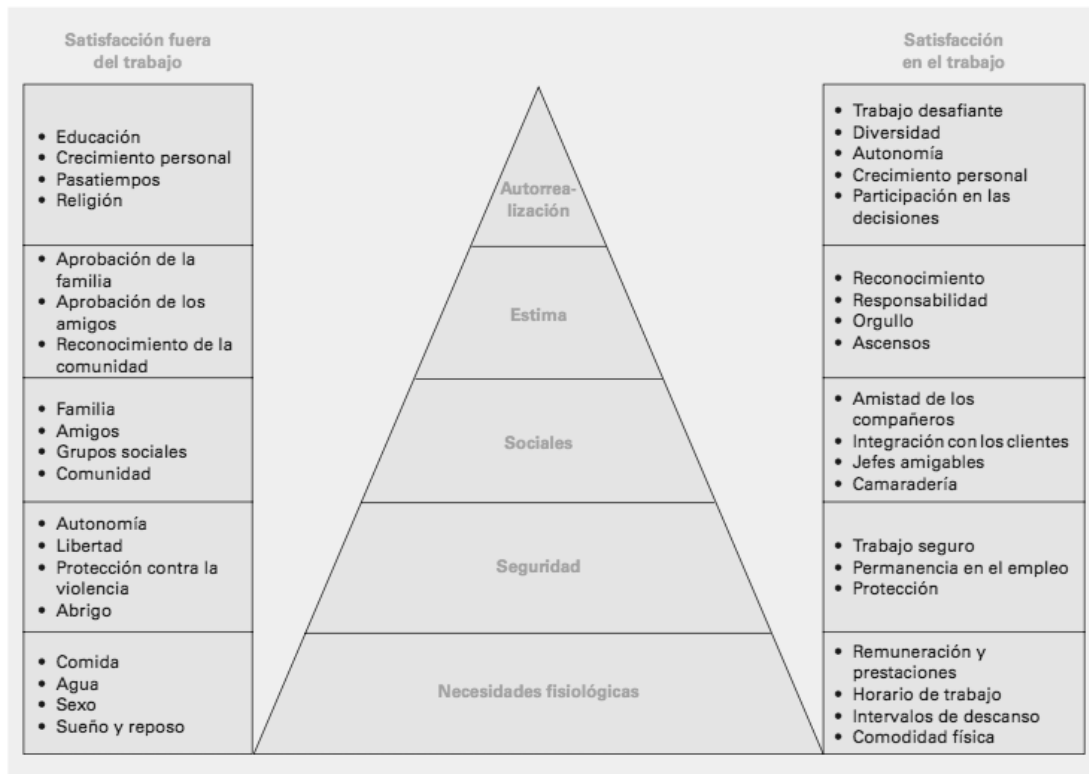 Satisfacción fuera
del trabajo
Satisfacción
en el trabajo
• Educación
• Crecimiento personal
• Pasatiempos
• Religión
Autorrea-
lización
• Trabajo desafiante
• Diversidad
• Autonomía
• Crecimiento personal
• Participación en las
decisiones
• Aprobación de la
familia
• Aprobación de los
amigos
• Reconocimiento de la
comunidad
Estima
• Reconocimiento
• Responsabilidad
• Orgullo
• Ascensos
• Familia
• Amigos
• Grupos sociales
• Comunidad
Sociales
• Amistad de los
compañeros
• Integración con los clientes
• Jefes amigables
• Camaradería
• Autonomía
• Libertad
• Protección contra la
violencia
• Abrigo
Seguridad
• Trabajo seguro
• Permanencia en el empleo
• Protección
• Comida
• Agua
• Sexo
• Sueño y reposo
Necesidades fisiológicas
• Remuneración y
prestaciones
• Horario de trabajo
• Intervalos de descanso
• Comodidad física